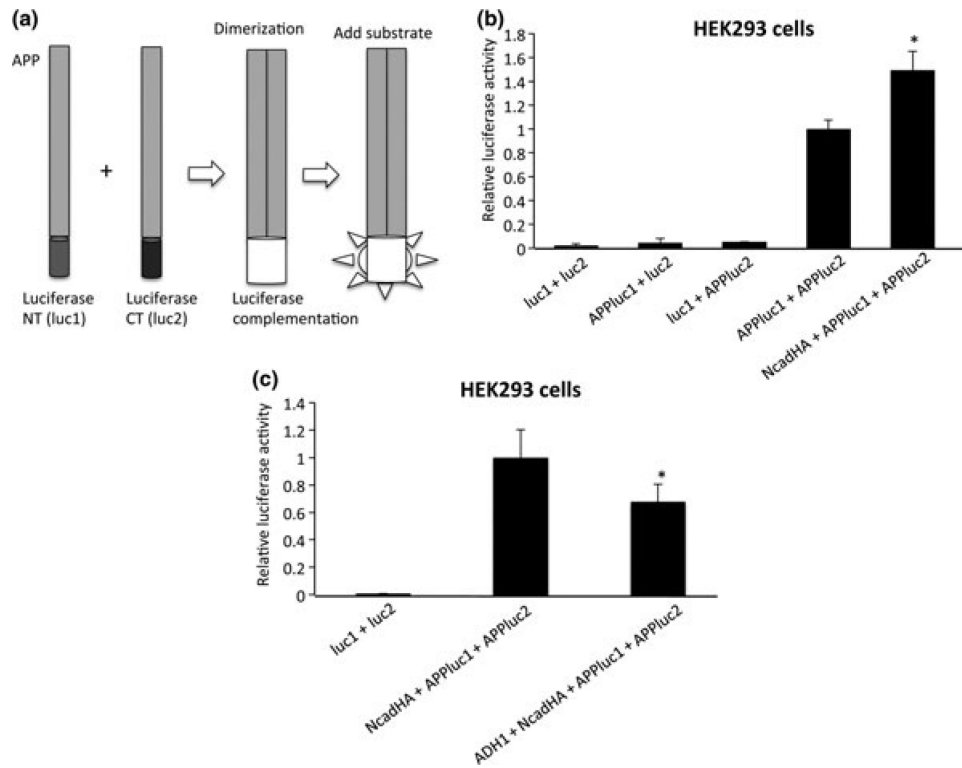 (a)
APP
+
Dimerization
Add substrate
Luciferase
NT (luc1)
Luciferase
CT (luc2)
Luciferase
complementation
(b)
HEK293 cells
Relative luciferase activity
1.8
1.6
1.4
1.2
1
0.8
0.6
0.4
0.2
0
*
luc1 + luc2
APPluc1 + luc2
luc1 + APPluc2
APPluc1 + APPluc2
NcadHA + APPluc1 + APPluc2
(c)
HEK293 cells
Relative luciferase activity
1.4
1.2
1
0.8
0.6
0.4
0.2
0
*
luc1 + luc2
NcadHA + APPluc1 + APPluc2
ADH1 + NcadHA + APPluc1 + APPluc2